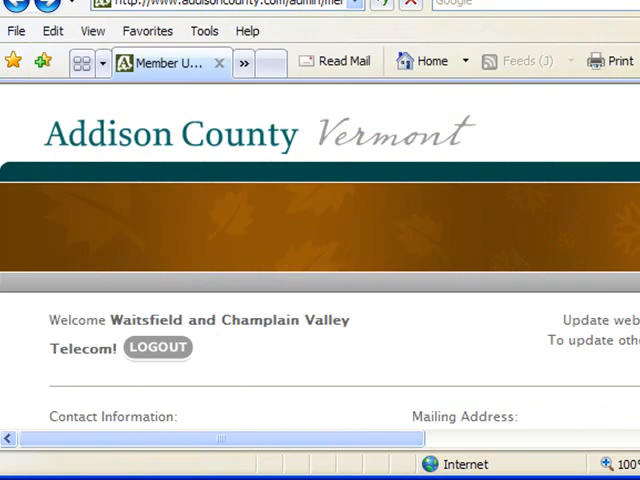 http://www.addisoncounty.com/admin/mer
Google
File Edit View Favorites Tools Help
Member U... » Read Mail Home Feeds (J) Print
Addison County Vermont
Welcome Waitsfield and Champlain Valley
Telecom! LOGOUT
Update web
To update othe
Contact Information: Mailing Address:
Internet 100%